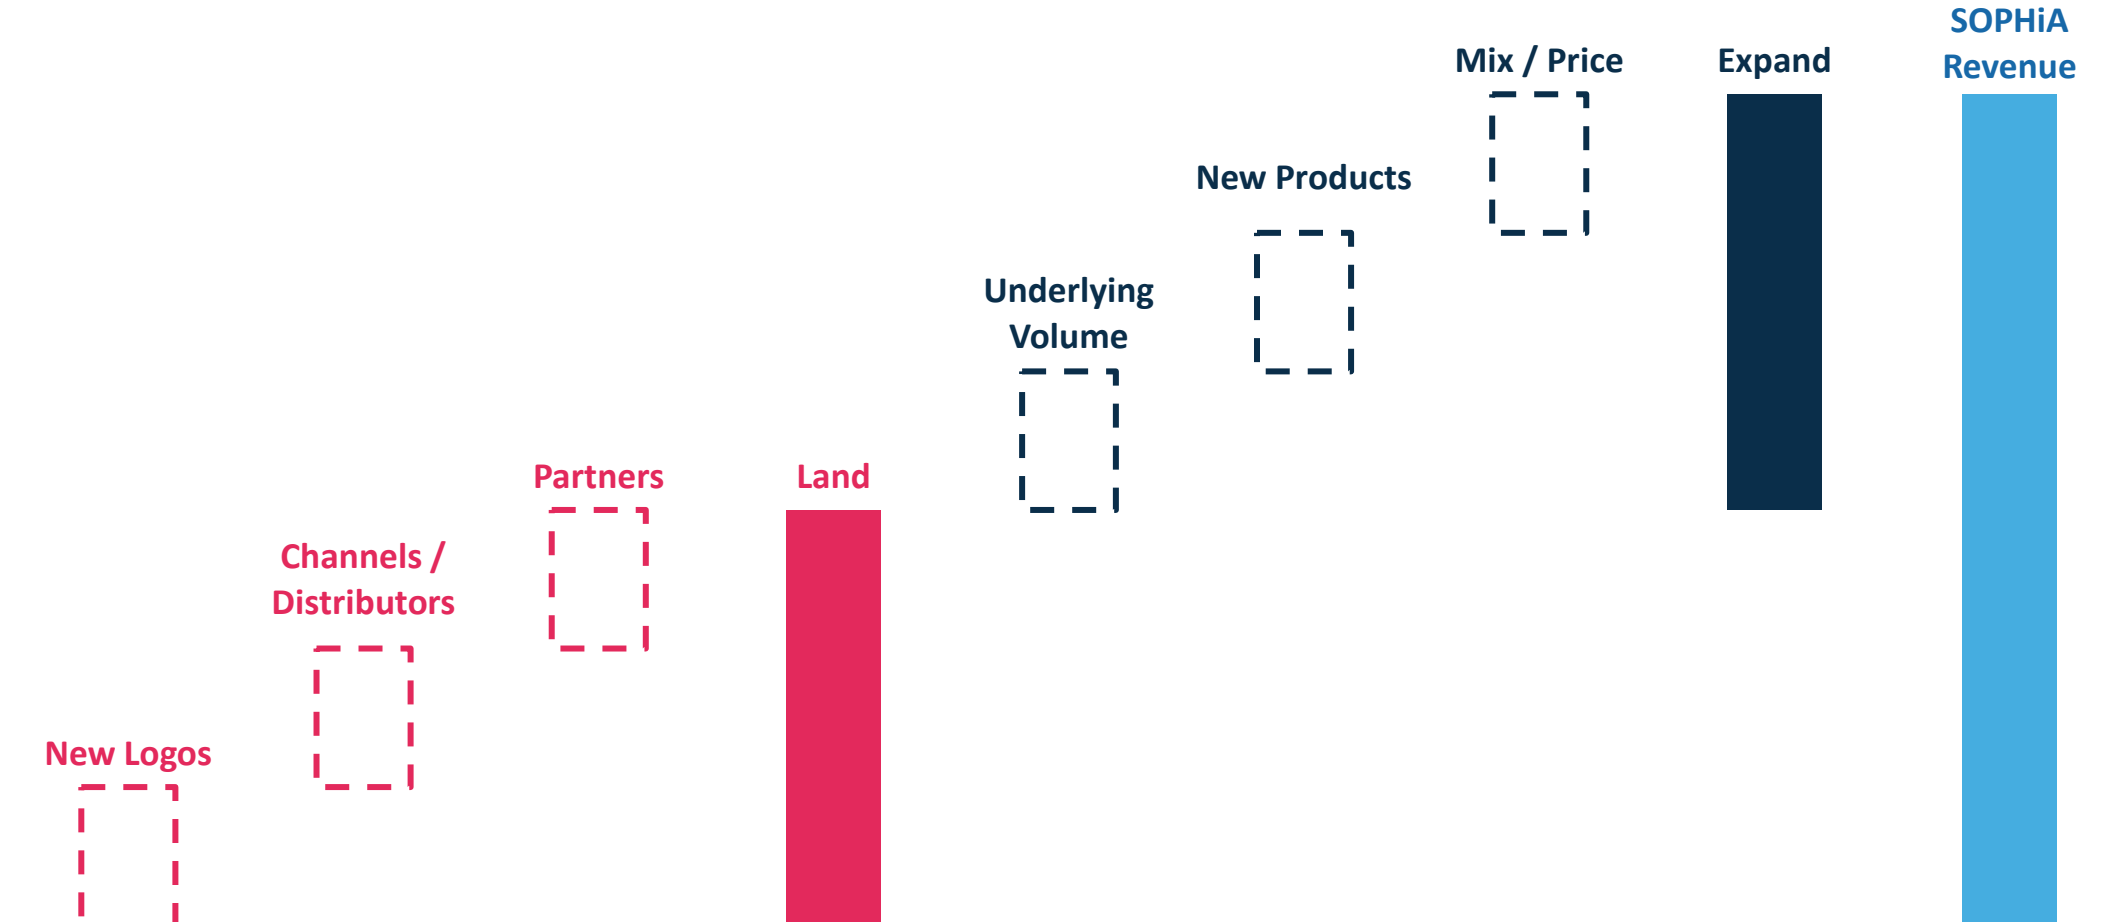 SOPHiA
Revenue
Mix / Price
Expand
New Products
Underlying
Volume
Partners
Land
Channels /
Distributors
New Logos